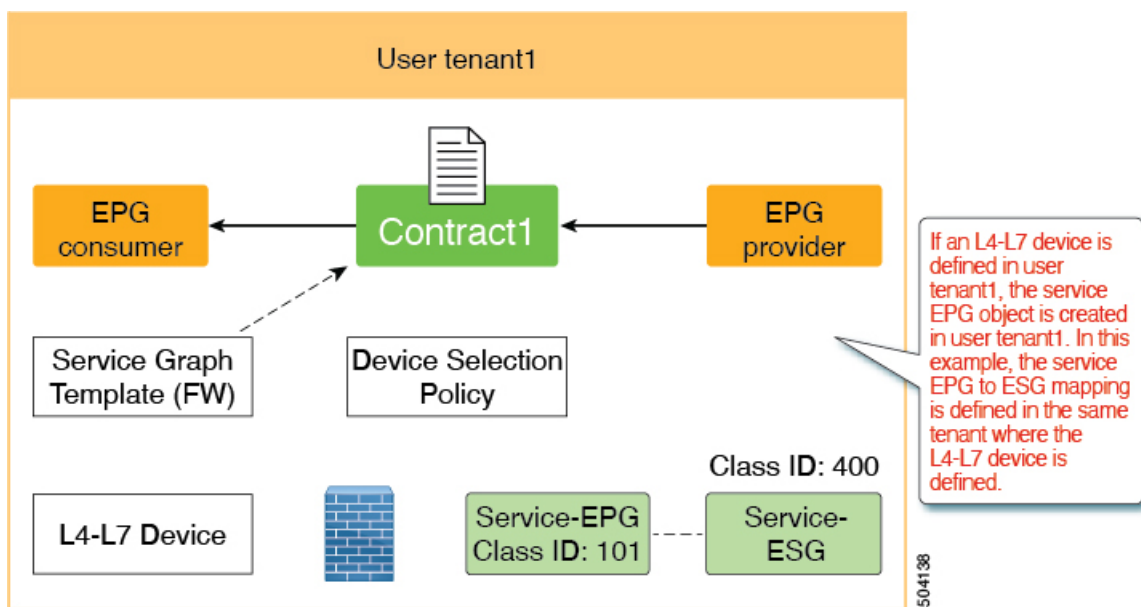 User tenant1
EPG
consumer
Contract1
EPG
provider
Service Graph
Template (FW)
Device Selection
Policy
If an L4-L7 device is
defined in user
tenant1, the service
EPG object is created
in user tenant1. In this
example, the service
EPG to ESG mapping
is defined in the same
tenant where the
L4-L7 device is
defined.
L4-L7 Device
Service-EPG
Class ID: 101
Class ID: 400
Service-
ESG
504138